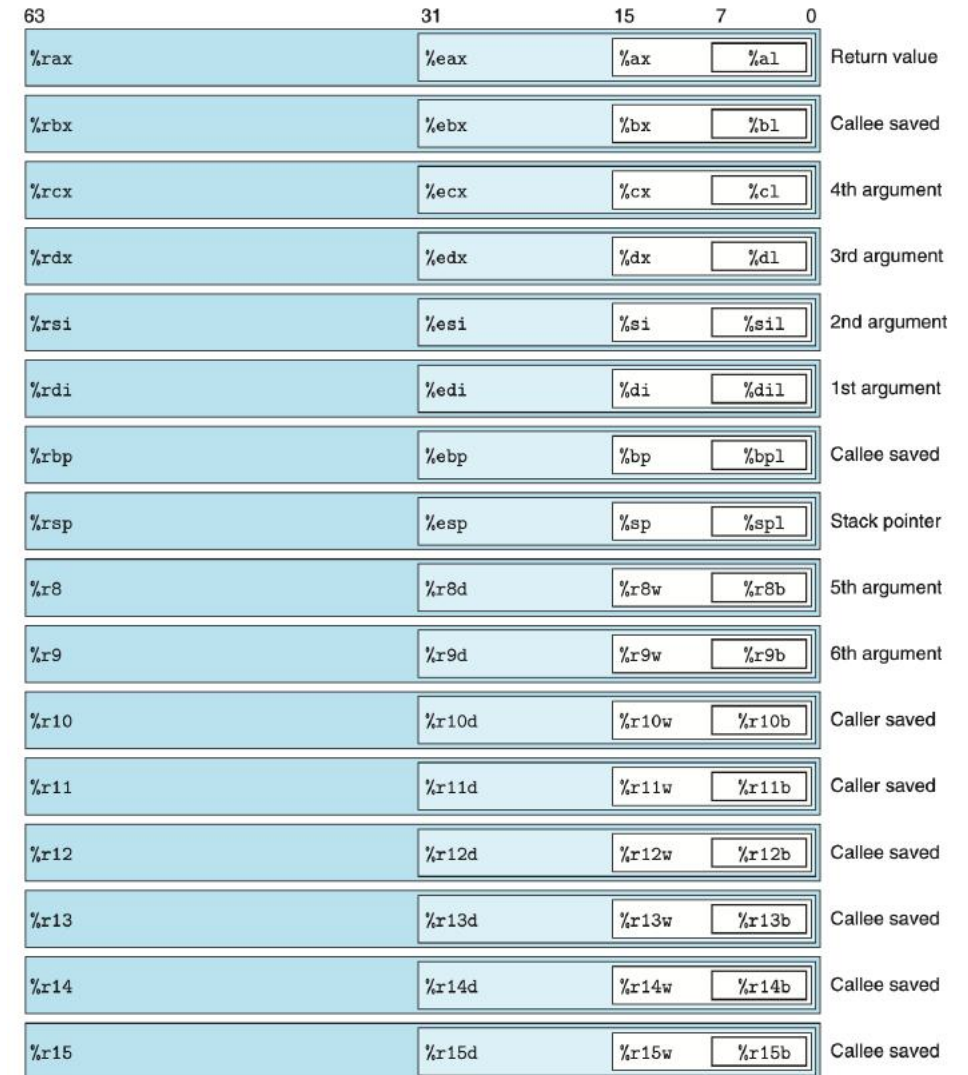 63 31 15 7 0
%rax %eax %ax %al Return value
%rbx %ebx %bx %bl Callee saved
%rcx %ecx %cx %cl 4th argument
%rdx %edx %dx %dl 3rd argument
%rsi %esi %si %sil 2nd argument
%rdi %edi %di %dil 1st argument
%rbp %ebp %bp %bpl Callee saved
%rsp %esp %sp %spl Stack pointer
%r8 %r8d %r8w %r8b 5th argument
%r9 %r9d %r9w %r9b 6th argument
%r10 %r10d %r10w %r10b Caller saved
%r11 %r11d %r11w %r11b Caller saved
%r12 %r12d %r12w %r12b Callee saved
%r13 %r13d %r13w %r13b Callee saved
%r14 %r14d %r14w %r14b Callee saved
%r15 %r15d %r15w %r15b Callee saved